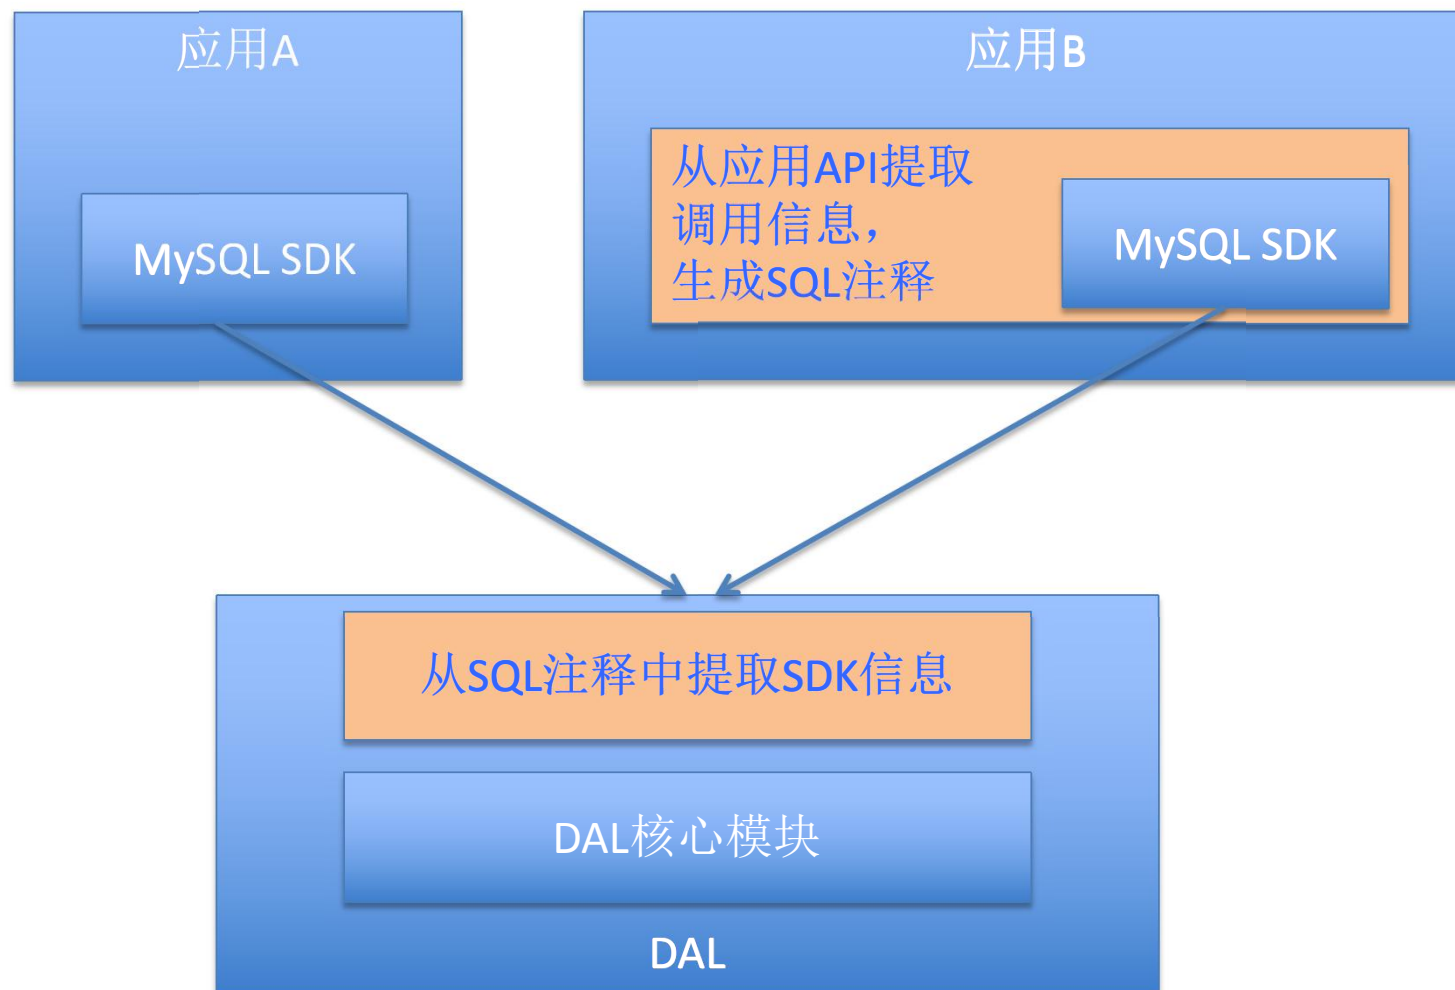 应用A
应用B
MySQL SDK
从应用API提取
调用信息，
生成SQL注释
MySQL SDK
从SQL注释中提取SDK信息
DAL核心模块
DAL